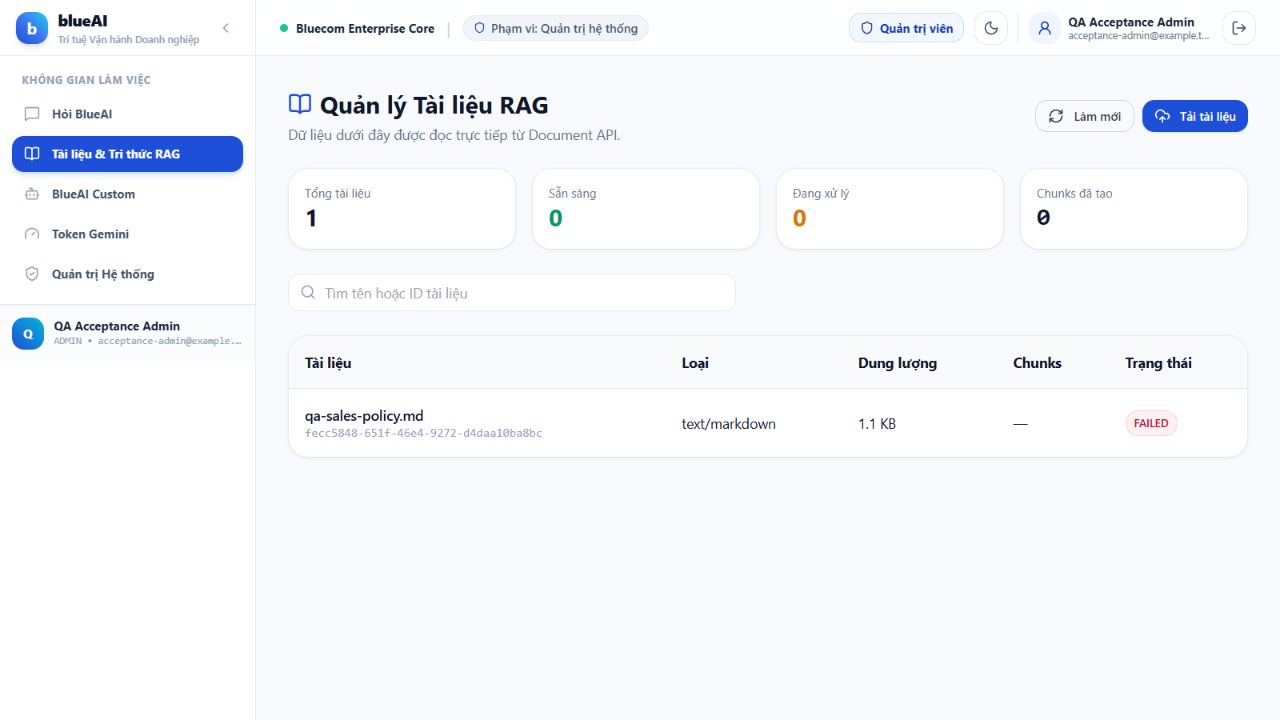 b
blueAI
Trí tuệ Vận hành Doanh nghiệp
KHÔNG GIAN LÀM VIỆC
Hỏi BlueAI
Tài liệu & Tri thức RAG
BlueAI Custom
Token Gemini
Quản trị Hệ thống
Q
QA Acceptance Admin
ADMIN • acceptance-admin@example.…
Bluecom Enterprise Core
Phạm vi: Quản trị hệ thống
Quản trị viên
QA Acceptance Admin
acceptance-admin@example.t...
Quản lý Tài liệu RAG
Dữ liệu dưới đây được đọc trực tiếp từ Document API.
Làm mới
Tải tài liệu
Tổng tài liệu
1
Sẵn sàng
0
Đang xử lý
0
Chunks đã tạo
0
Tìm tên hoặc ID tài liệu
Tài liệu Loại Dung lượng Chunks Trạng thái
qa-sales-policy.md text/markdown 1.1 KB — FAILED
fecc5848-651f-46e4-9272-d4daa10ba8bc